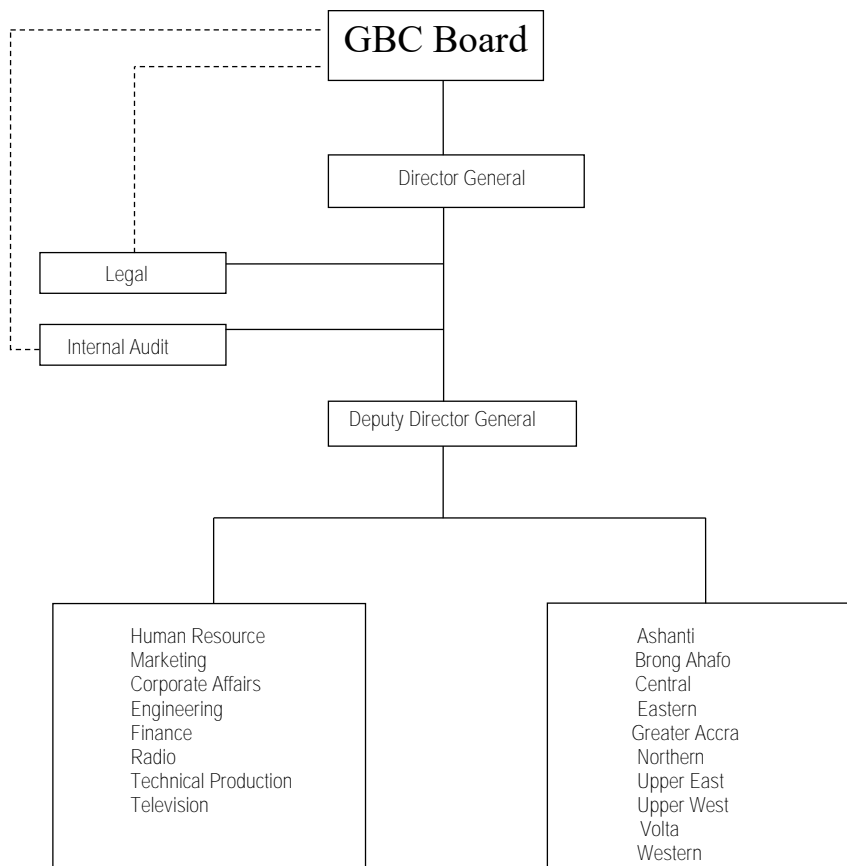 GBC Board
Director General
Legal
Internal Audit
Deputy Director General
Human Resource
Marketing
Corporate Affairs
Engineering
Finance
Radio
Technical Production
Television
Ashanti
Brong Ahafo
Central
Eastern
Greater Accra
Northern
Upper East
Upper West
Volta
Western